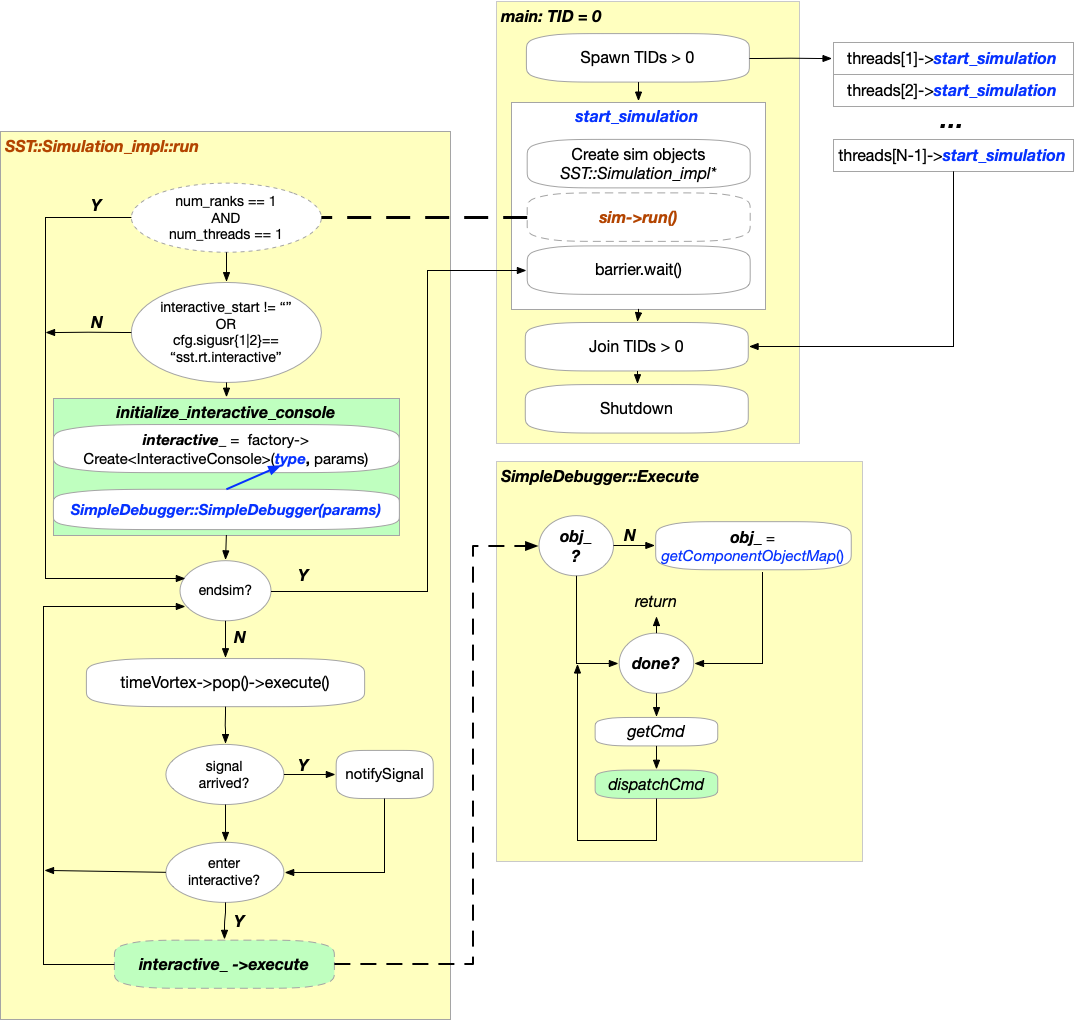 main: TID = 0
Spawn TIDs > 0
threads[1]->start_simulation
threads[2]->start_simulation
...
threads[N-1]->start_simulation
start_simulation
Create sim objects
SST::Simulation_impl*
sim->run()
barrier.wait()
Join TIDs > 0
Shutdown
SST::Simulation_impl::run
Y
num_ranks == 1
AND
num_threads == 1
N
interactive_start != “”
OR
cfg.sigusr{1|2}==
“sst.rt.interactive”
initialize_interactive_console
interactive_ = factory->
Create<InteractiveConsole>(type, params)
SimpleDebugger::SimpleDebugger(params)
endsim?
Y
N
timeVortex->pop()->execute()
signal
arrived?
Y
notifySignal
enter
interactive?
Y
interactive_ ->execute
SimpleDebugger::Execute
obj_
?
N
obj_ =
getComponentObjectMap()
return
done?
getCmd
dispatchCmd